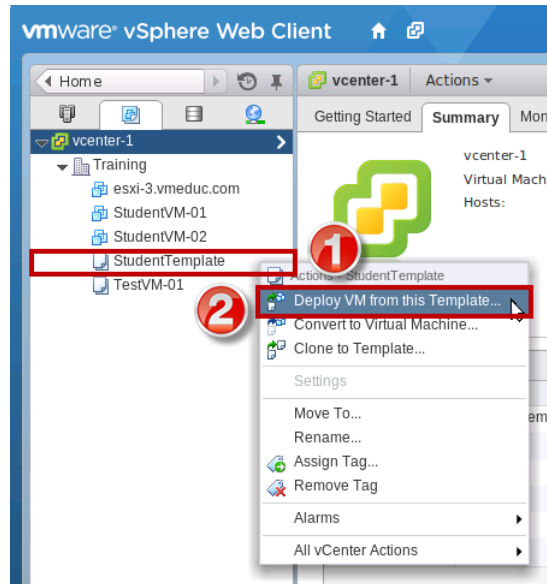 vmware® vSphere Web Client
Home
vcenter-1 Actions
Getting Started Summary Mon
vcenter-1
vcenter-1
Virtual Mach
Hosts:
Training
esxi-3.vmeduc.com
StudentVM-01
StudentVM-02
StudentTemplate
TestVM-01
1
2
Actions - StudentTemplate
Deploy VM from this Template...
Convert to Virtual Machine...
Clone to Template...
Settings
Move To...
em
Rename...
Assign Tag...
Remove Tag
Alarms
All vCenter Actions